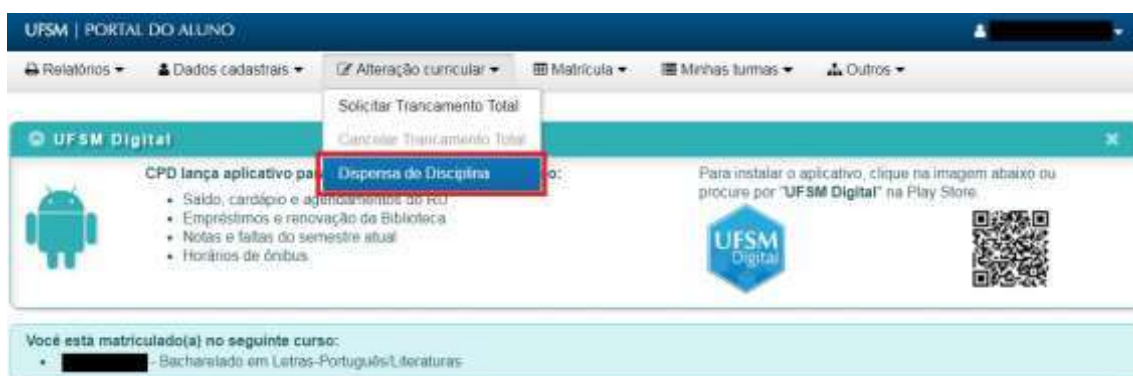 UFSM | PORTAL DO ALUNO
Relatórios Dados cadastrais Alteração curricular Matrícula Minhas turmas Outros
Solicitar Trancamento Total
Cancelar Trancamento Total
Dispensa de Disciplina
UFSM Digital
CPD lança aplicativo pa o:
Saldo, cardápio e agendamentos do RU
Empréstimos e renovação da Biblioteca
Notas e faltas do semestre atual
Horários de ônibus
Para instalar o aplicativo, clique na imagem abaixo ou
procure por "UFSM Digital" na Play Store.
UFSM
Digital
Você está matriculado(a) no seguinte curso:
- Bacharelado em Letras-Português/Literaturas